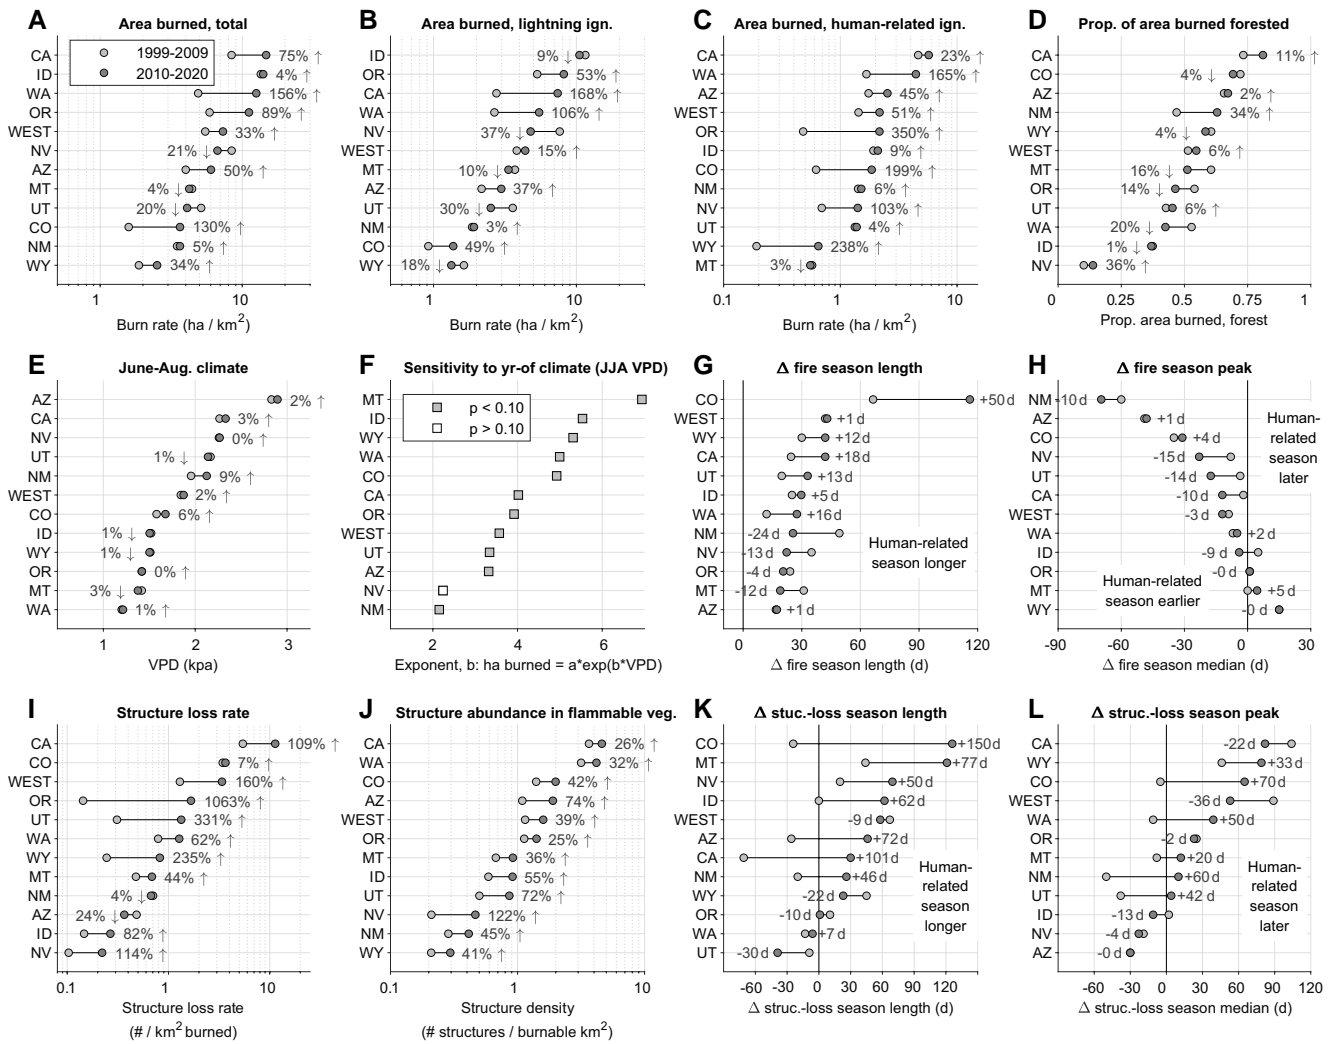 A Area burned, total
1999-2009
2010-2020
CA 75% ↑
ID 4% ↑
WA 156% ↑
OR 89% ↑
WEST 33% ↑
NV 21% ↓
AZ 50% ↑
MT 4% ↓
UT 20% ↓
CO 130% ↑
NM 5% ↑
WY 34% ↑
1 10
Burn rate (ha / km2)
B Area burned, lightning ign.
ID 9% ↓
OR 53% ↑
CA 168% ↑
WA 106% ↑
NV 37% ↓
WEST 15% ↑
MT 10% ↓
AZ 37% ↑
UT 30% ↓
NM 3% ↑
CO 49% ↑
WY 18% ↓
1 10
Burn rate (ha / km2)
C Area burned, human-related ign.
CA 23% ↑
WA 165% ↑
AZ 45% ↑
WEST 51% ↑
OR 350% ↑
ID 9% ↑
CO 199% ↑
NM 6% ↑
NV 103% ↑
UT 4% ↑
WY 238% ↑
MT 3% ↓
0.1 1 10
Burn rate (ha / km2)
D Prop. of area burned forested
CA 11% ↑
CO 4% ↓
AZ 2% ↑
NM 34% ↑
WY 4% ↓
WEST 6% ↑
MT 16% ↓
OR 14% ↓
UT 6% ↑
WA 20% ↓
ID 1% ↓
NV 36% ↑
0 0.25 0.5 0.75 1
Prop. area burned, forest
E June-Aug. climate
AZ 2% ↑
CA 3% ↑
NV 0% ↑
UT 1% ↓
NM 9% ↑
WEST 2% ↑
CO 6% ↑
ID 1% ↓
WY 1% ↓
OR 0% ↑
MT 3% ↓
WA 1% ↑
1 2 3
VPD (kpa)
F Sensitivity to yr-of climate (JJA VPD)
p < 0.10
p > 0.10
MT
ID
WY
WA
CO
CA
OR
WEST
UT
AZ
NV
NM
2 4 6
Exponent, b: ha burned = a*exp(b*VPD)
G Δ fire season length
CO +50 d
WEST +1 d
WY +12 d
CA +18 d
UT +13 d
ID +5 d
WA +16 d
NM -24 d
NV -13 d
OR -4 d
MT -12 d
AZ +1 d
Human-related
season longer
0 30 60 90 120
Δ fire season length (d)
H Δ fire season peak
NM -10 d
AZ +1 d
CO +4 d
NV -15 d
UT -14 d
CA -10 d
WEST -3 d
WA +2 d
ID -9 d
OR -0 d
MT +5 d
WY -0 d
Human-
related
season
later
Human-related
season earlier
-90 -60 -30 0 30
Δ fire season median (d)
I Structure loss rate
CA 109% ↑
CO 7% ↑
WEST 160% ↑
OR 1063% ↑
UT 331% ↑
WA 62% ↑
WY 235% ↑
MT 44% ↑
NM 4% ↓
AZ 24% ↓
ID 82% ↑
NV 114% ↑
0.1 1 10
Structure loss rate
(# / km2 burned)
J Structure abundance in flammable veg.
CA 26% ↑
WA 32% ↑
CO 42% ↑
AZ 74% ↑
WEST 39% ↑
OR 25% ↑
MT 36% ↑
ID 55% ↑
UT 72% ↑
NV 122% ↑
NM 45% ↑
WY 41% ↑
0.1 1 10
Structure density
(# structures / burnable km2)
K Δ stuc.-loss season length
CO +150 d
MT +77 d
NV +50 d
ID +62 d
WEST -9 d
AZ +72 d
CA +101 d
NM +46 d
WY -22 d
OR -10 d
WA +7 d
UT -30 d
Human-
related
season
longer
-60 -30 0 30 60 90 120
Δ struc.-loss season length (d)
L Δ struc.-loss season peak
CA -22 d
WY +33 d
CO +70 d
WEST -36 d
WA +50 d
OR -2 d
MT +20 d
NM +60 d
UT +42 d
ID -13 d
NV -4 d
AZ -0 d
Human-
related
season
later
-60 -30 0 30 60 90 120
Δ struc.-loss season median (d)